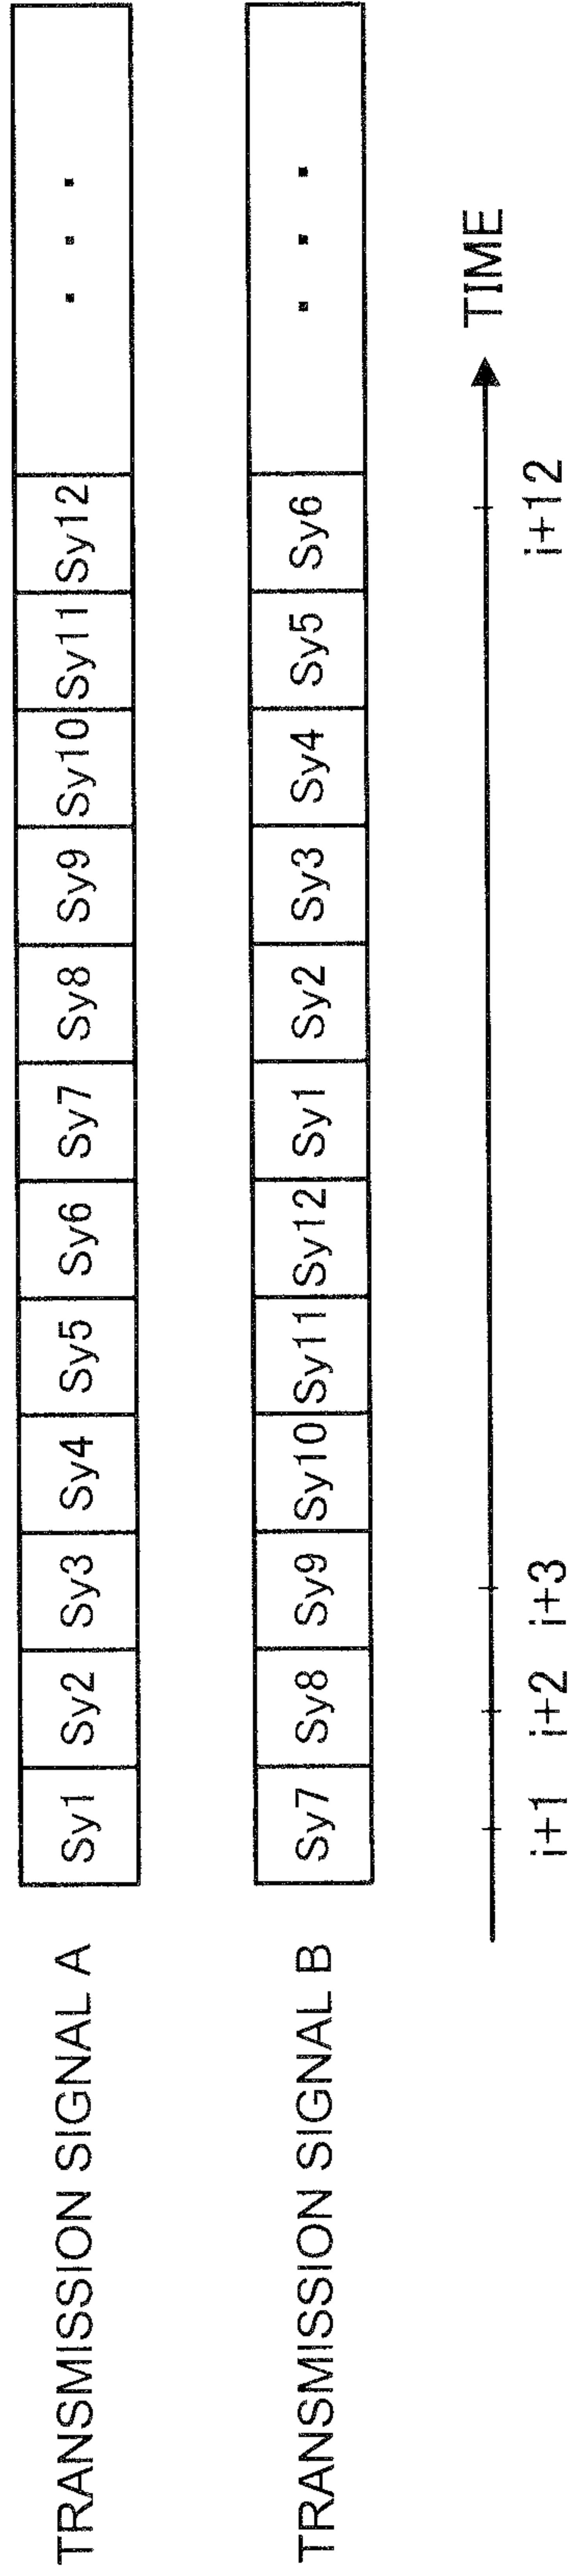 TRANSMISSION SIGNAL A Sy1 Sy2 Sy3 Sy4 Sy5 Sy6 Sy7 Sy8 Sy9 Sy10 Sy11 Sy12 . . .
TRANSMISSION SIGNAL B Sy7 Sy8 Sy9 Sy10 Sy11 Sy12 Sy1 Sy2 Sy3 Sy4 Sy5 Sy6 . . .
TIME
i+1 i+2 i+3 i+12